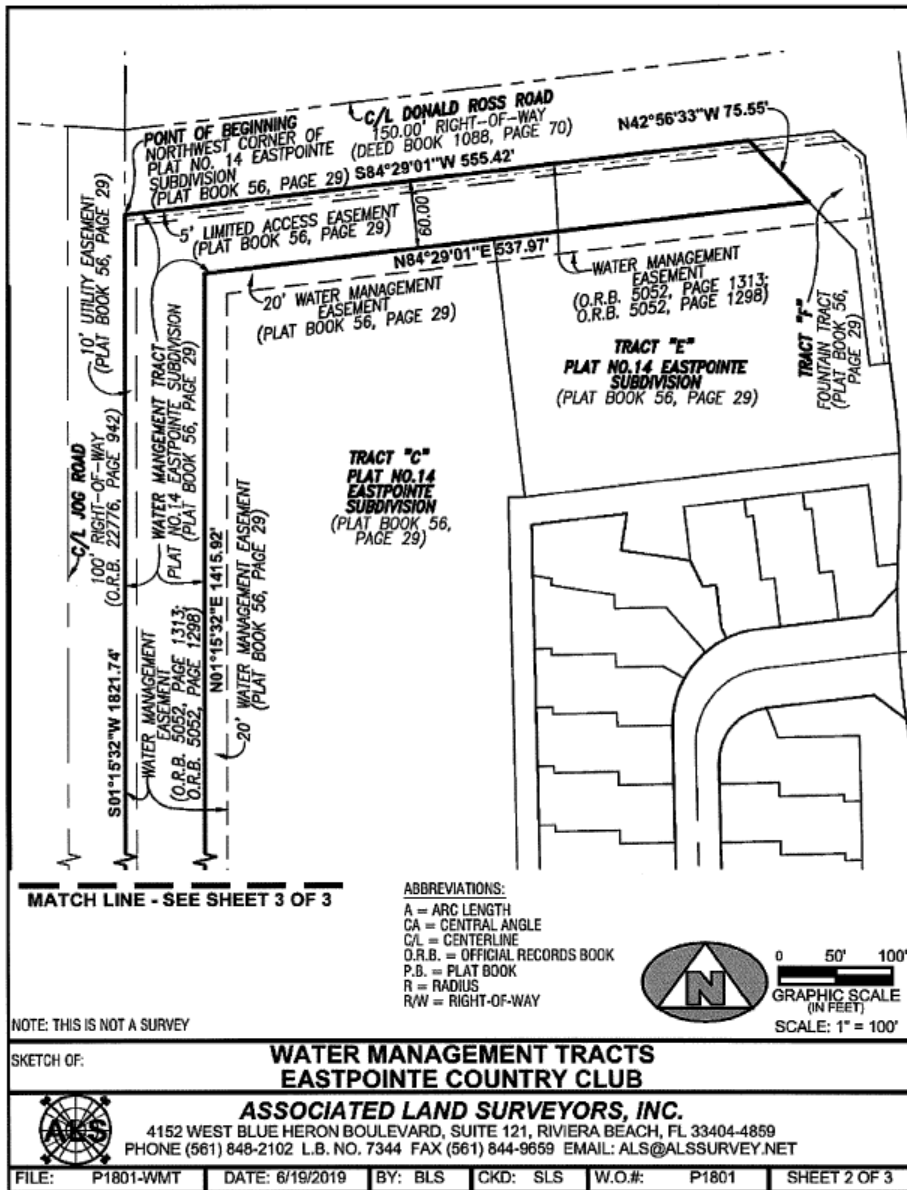 C/L DONALD ROSS ROAD
150.00' RIGHT-OF-WAY
(DEED BOOK 1088, PAGE 70)
N42°56'33"W 75.55'
POINT OF BEGINNING
NORTHWEST CORNER OF
PLAT NO. 14 EASTPOINTE
SUBDIVISION
(PLAT BOOK 56, PAGE 29)
S84°29'01"W 555.42'
5' LIMITED ACCESS EASEMENT
(PLAT BOOK 56, PAGE 29)
60.00
N84°29'01"E 537.97'
20' WATER MANAGEMENT
EASEMENT
(PLAT BOOK 56, PAGE 29)
WATER MANAGEMENT
EASEMENT
(O.R.B. 5052, PAGE 1313;
O.R.B. 5052, PAGE 1298)
TRACT "F"
FOUNTAIN TRACT
(PLAT BOOK 56,
PAGE 29)
TRACT "E"
PLAT NO.14 EASTPOINTE
SUBDIVISION
(PLAT BOOK 56, PAGE 29)
TRACT "C"
PLAT NO.14
EASTPOINTE
SUBDIVISION
(PLAT BOOK 56,
PAGE 29)
10' UTILITY EASEMENT
(PLAT BOOK 56, PAGE 29)
C/L JOG ROAD
100' RIGHT-OF-WAY
(O.R.B. 22776, PAGE 942)
WATER MANGEMENT TRACT
PLAT NO.14 EASTPOINTE SUBDIVISION
(PLAT BOOK 56, PAGE 29)
S01°15'32"W 1821.74'
WATER MANAGEMENT
EASEMENT
(O.R.B. 5052, PAGE 1313;
O.R.B. 5052, PAGE 1298)
N01°15'32"E 1415.92'
20' WATER MANAGEMENT EASEMENT
(PLAT BOOK 56, PAGE 29)
MATCH LINE - SEE SHEET 3 OF 3
ABBREVIATIONS:
A = ARC LENGTH
CA = CENTRAL ANGLE
C/L = CENTERLINE
O.R.B. = OFFICIAL RECORDS BOOK
P.B. = PLAT BOOK
R = RADIUS
R/W = RIGHT-OF-WAY
N
0 50' 100'
GRAPHIC SCALE
(IN FEET)
SCALE: 1" = 100'
NOTE: THIS IS NOT A SURVEY
SKETCH OF:
WATER MANAGEMENT TRACTS
EASTPOINTE COUNTRY CLUB
ALS
ASSOCIATED LAND SURVEYORS, INC.
4152 WEST BLUE HERON BOULEVARD, SUITE 121, RIVIERA BEACH, FL 33404-4859
PHONE (561) 848-2102 L.B. NO. 7344 FAX (561) 844-9659 EMAIL: ALS@ALSSURVEY.NET
FILE: P1801-WMT DATE: 6/19/2019 BY: BLS CKD: SLS W.O.#: P1801 SHEET 2 OF 3